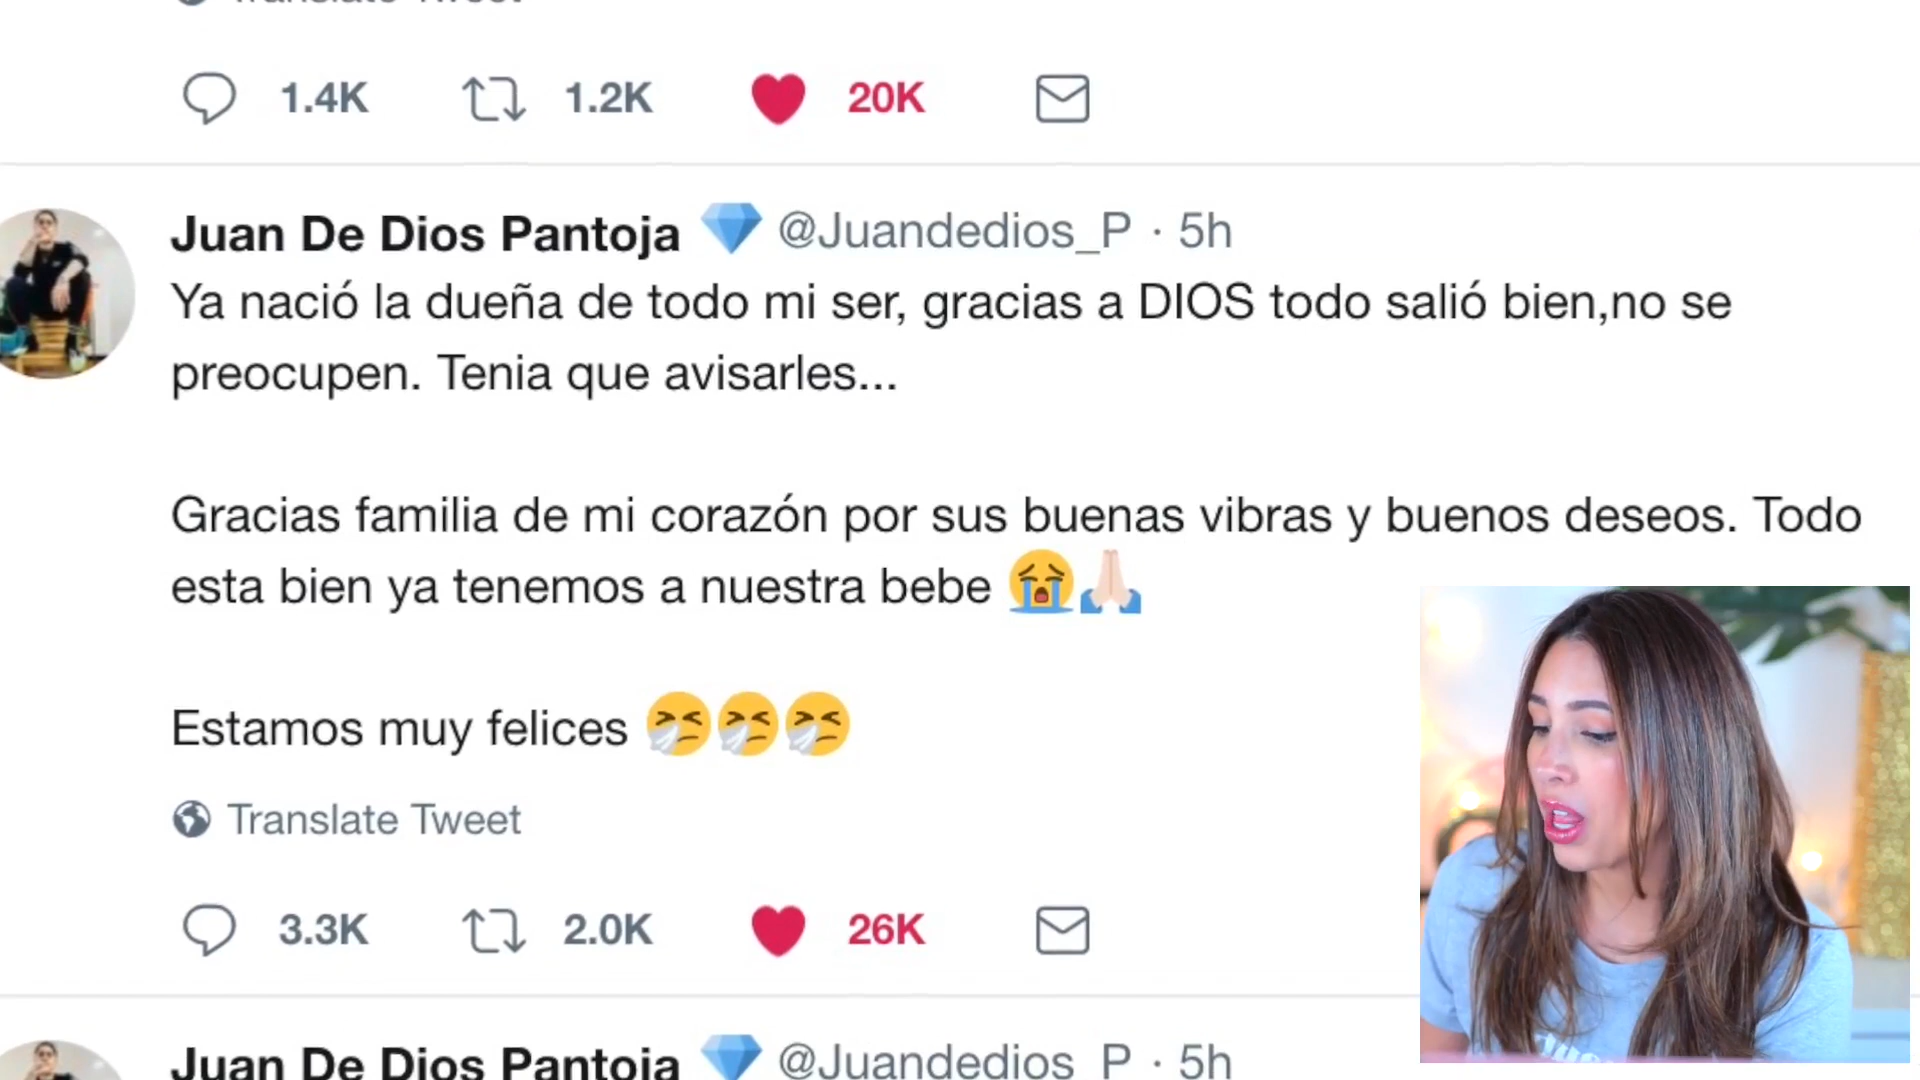 Translate Tweet
1.4K 1.2K 20K
Juan De Dios Pantoja 💎 @Juandedios_P · 5h
Ya nació la dueña de todo mi ser, gracias a DIOS todo salió bien,no se
preocupen. Tenia que avisarles...
Gracias familia de mi corazón por sus buenas vibras y buenos deseos. Todo
esta bien ya tenemos a nuestra bebe 😭🙏🏻
Estamos muy felices 🤧🤧🤧
Translate Tweet
3.3K 2.0K 26K
Juan De Dios Pantoja 💎 @Juandedios_P · 5h